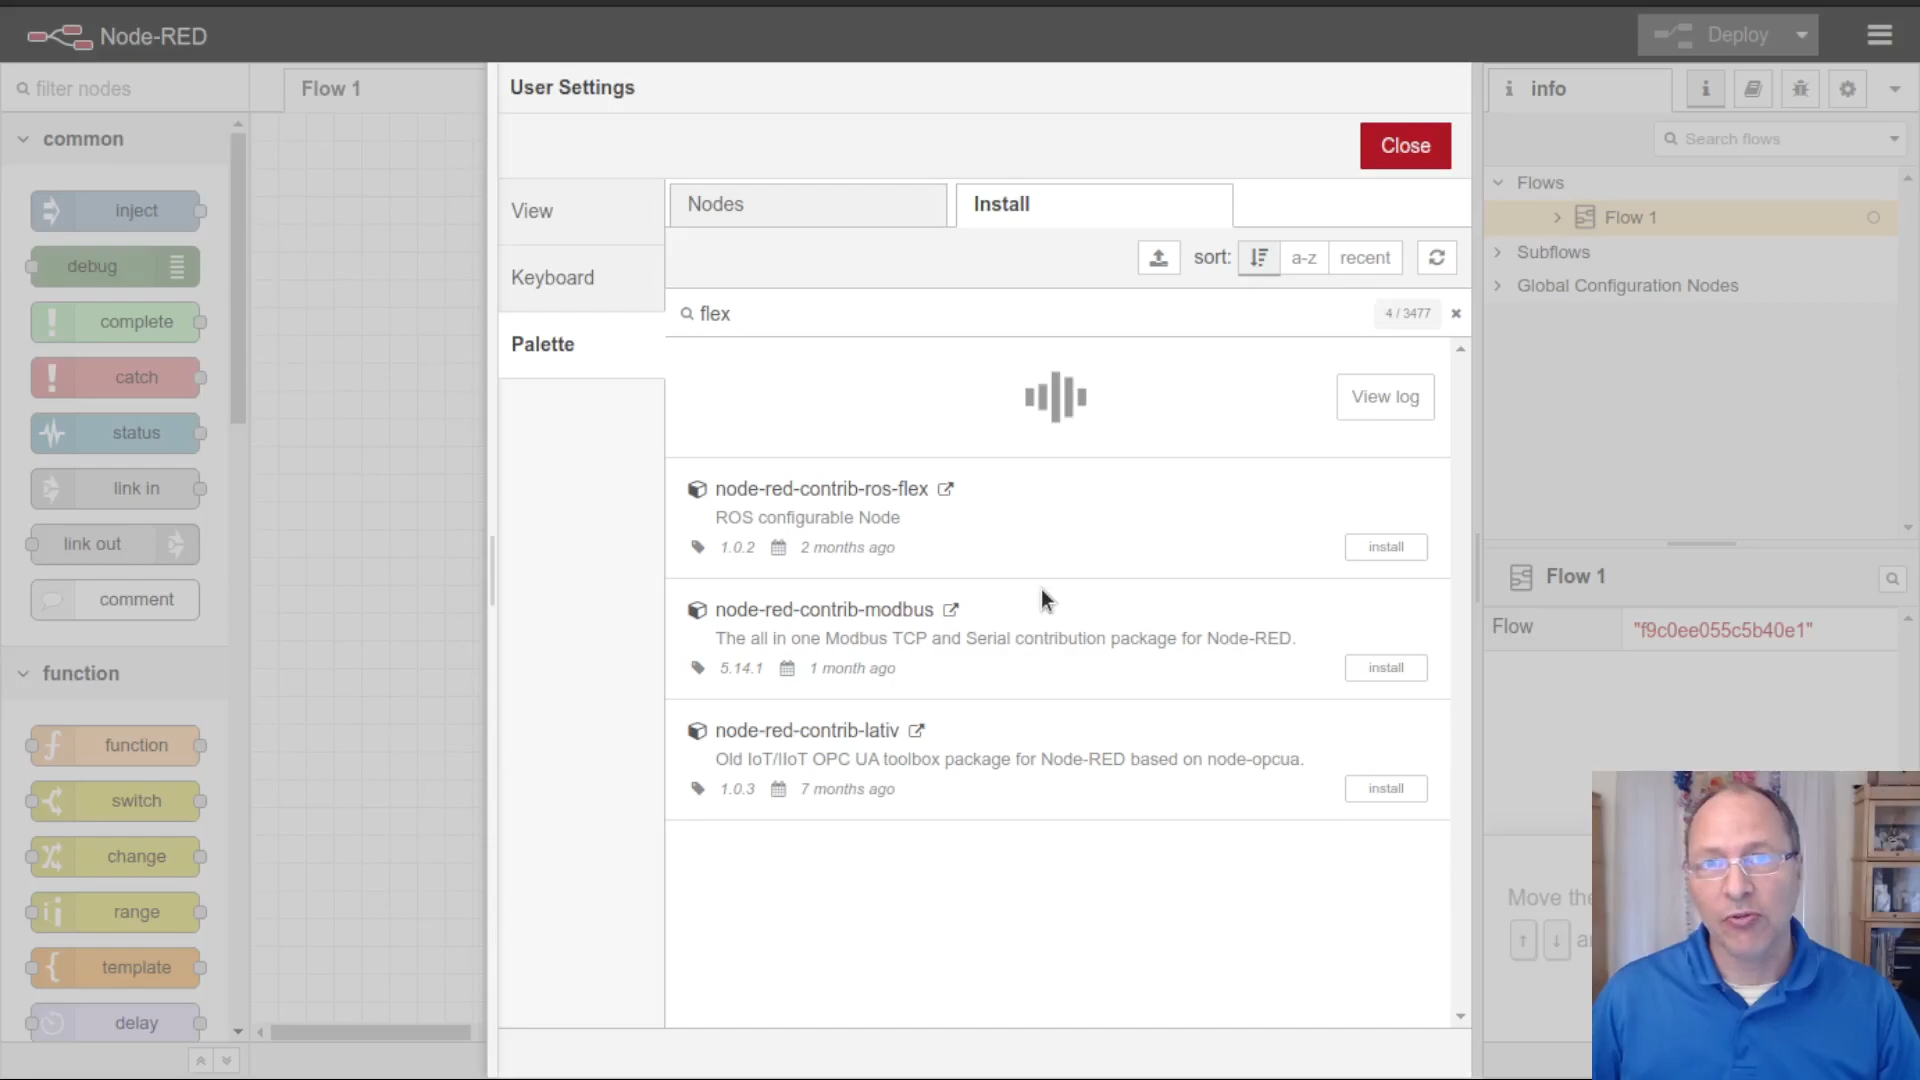 Node-RED
Deploy
filter nodes
Flow 1
User Settings
info
Close
Search flows
common
View
Nodes
Install
Flows
inject
Flow 1
sort:
a-z
recent
Subflows
debug
Keyboard
Global Configuration Nodes
flex
4 / 3477
complete
Palette
catch
View log
status
link in
node-red-contrib-ros-flex
ROS configurable Node
1.0.2
2 months ago
install
link out
Flow 1
comment
node-red-contrib-modbus
Flow
"f9c0ee055c5b40e1"
The all in one Modbus TCP and Serial contribution package for Node-RED.
5.14.1
1 month ago
install
function
node-red-contrib-lativ
function
Old IoT/IIoT OPC UA toolbox package for Node-RED based on node-opcua.
1.0.3
7 months ago
install
switch
change
Move the
range
template
delay